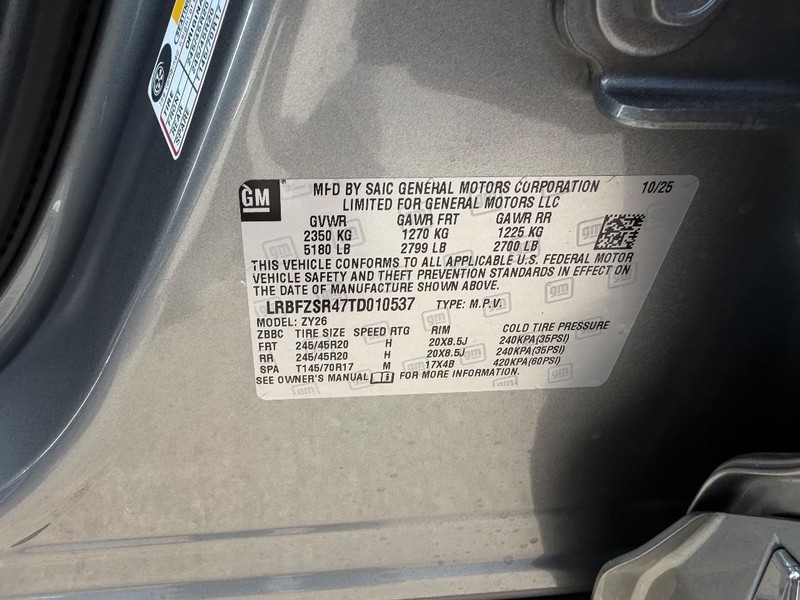 GM
MFD BY SAIC GENERAL MOTORS CORPORATION 10/25
LIMITED FOR GENERAL MOTORS LLC
GVWR GAWR FRT GAWR RR
2350 KG 1270 KG 1225 KG
5180 LB 2799 LB 2700 LB
THIS VEHICLE CONFORMS TO ALL APPLICABLE U.S. FEDERAL MOTOR
VEHICLE SAFETY AND THEFT PREVENTION STANDARDS IN EFFECT ON
THE DATE OF MANUFACTURE SHOWN ABOVE.
LRBFZSR47TD010537 TYPE: M.P.V.
MODEL: ZY26
ZBBC TIRE SIZE SPEED RTG RIM COLD TIRE PRESSURE
FRT 245/45R20 H 20X8.5J 240KPA(35PSI)
RR 245/45R20 H 20X8.5J 240KPA(35PSI)
SPA T145/70R17 M 17X4B 420KPA(60PSI)
SEE OWNER'S MANUAL FOR MORE INFORMATION.
TIRE
FRONT
REAR
SPARE